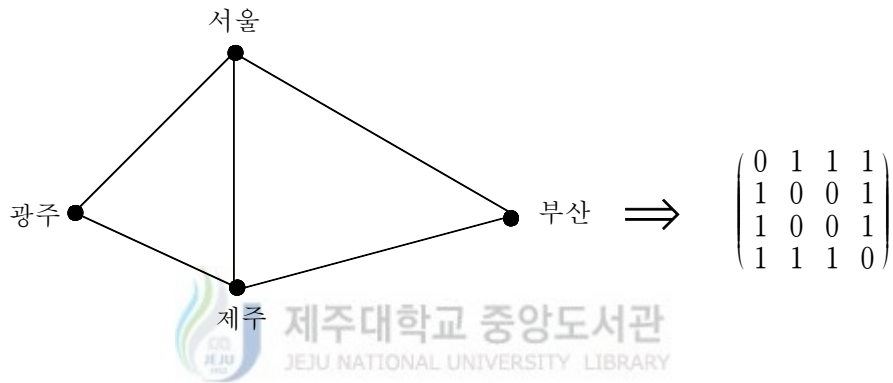 서울
광주
부산
⇒
0 1 1 1
1 0 0 1
1 0 0 1
1 1 1 0
제주
제주대학교 중앙도서관
JEJU NATIONAL UNIVERSITY LIBRARY
JEJU
1952